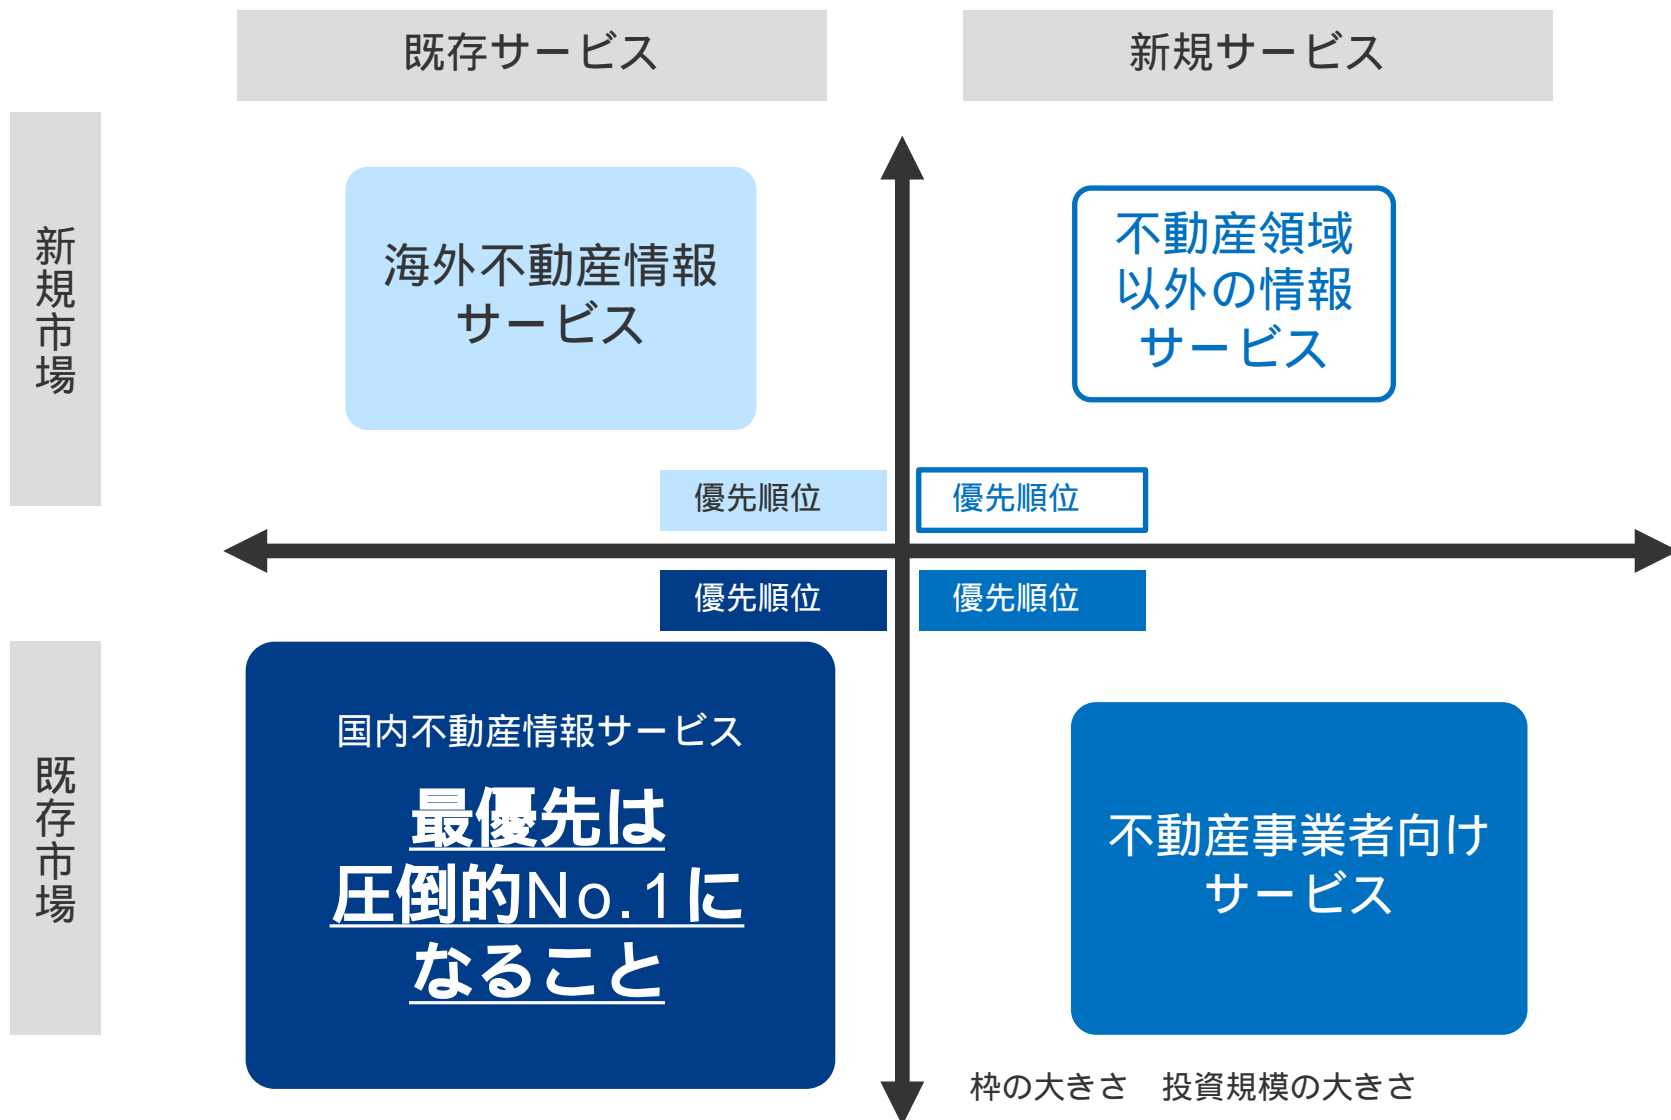 既存サービス
新規サービス
新規市場
海外不動産情報
サービス
不動産領域
以外の情報
サービス
優先順位
優先順位
優先順位
優先順位
既存市場
国内不動産情報サービス
最優先は
圧倒的No.1に
なること
不動産事業者向け
サービス
枠の大きさ　投資規模の大きさ